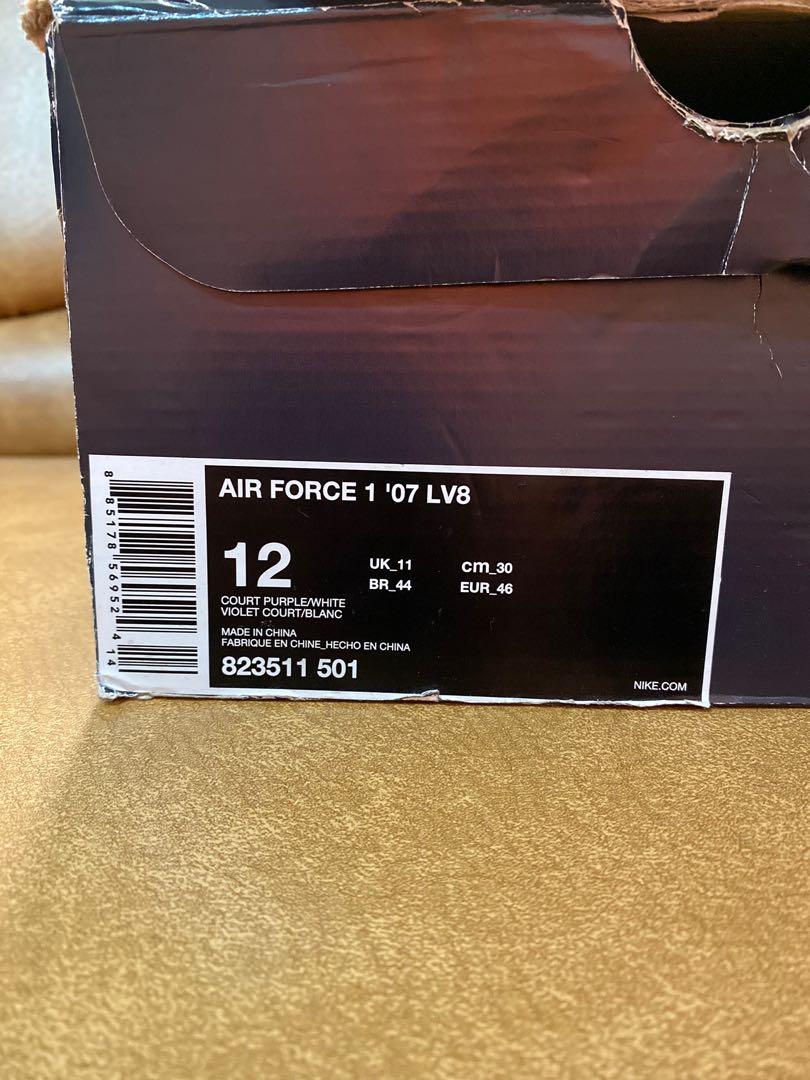 AIR FORCE 1 '07 LV8
12
UK_11 cm_30
BR_44 EUR_46
COURT PURPLE/WHITE
VIOLET COURT/BLANC
MADE IN CHINA
FABRIQUE EN CHINE_HECHO EN CHINA
823511 501
NIKE.COM
8 85178 56952 4 14